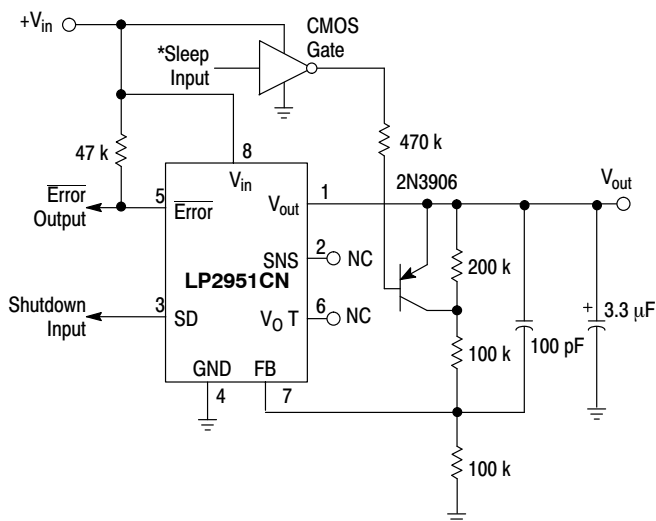 +Vin
CMOS
Gate
*Sleep
Input
47 k
470 k
8
Vin
2N3906
Vout
Error
Output
5
Error
Vout
1
SNS
2
NC
200 k
LP2951CN
Shutdown
Input
3
SD
VO T
6
NC
100 k
100 pF
+
3.3 µF
GND
FB
4
7
100 k